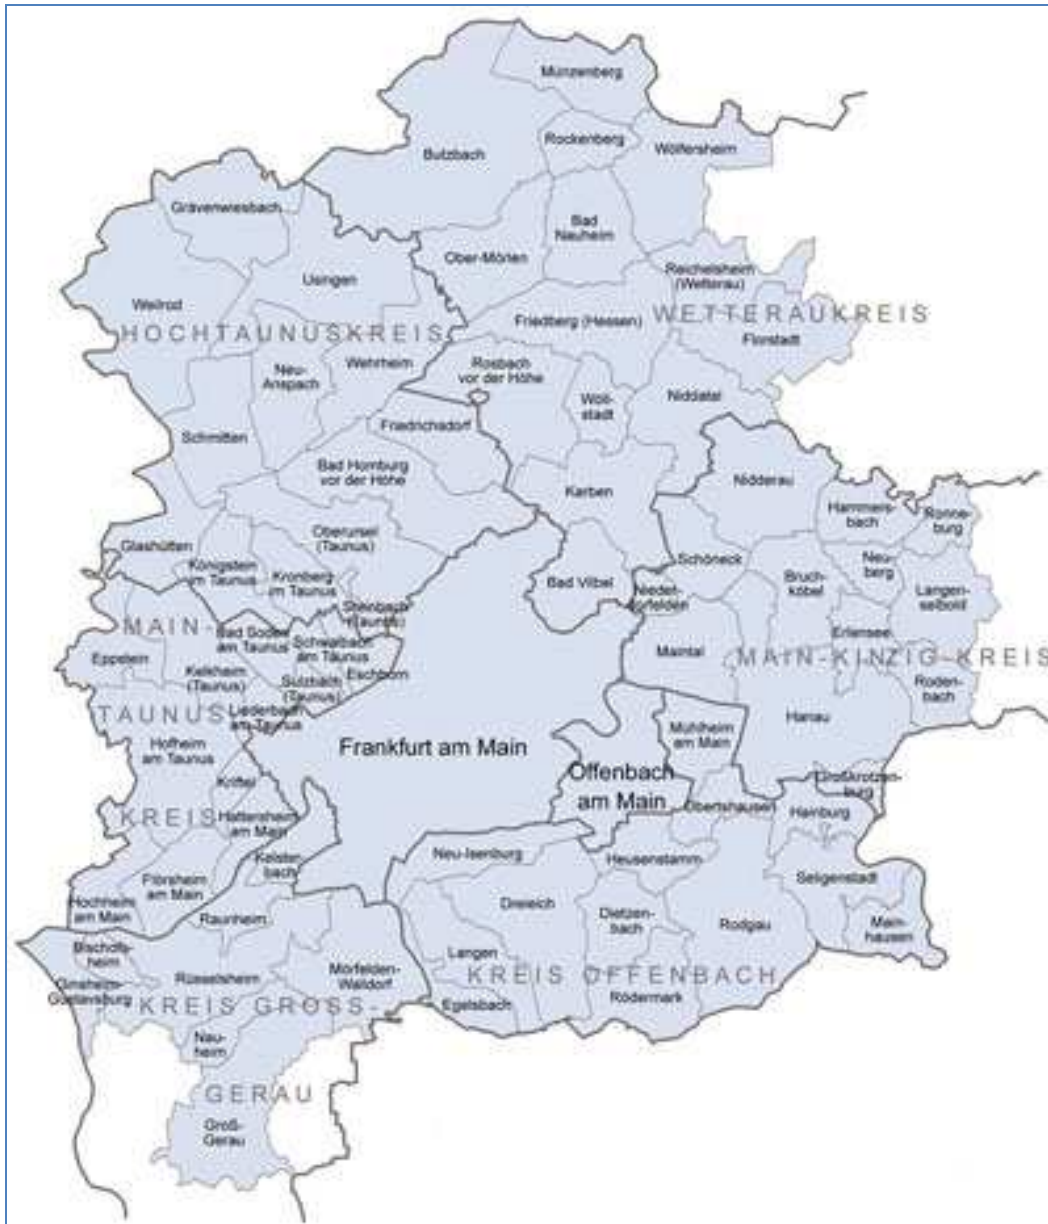 Münzenberg
Butzbach
Rockenberg
Wölfersheim
Grävenwiesbach
Bad
Nauheim
Ober-Mörlen
Usingen
Reichelsheim
(Wetterau)
Weilrod
WETTERAUKREIS
Friedberg (Hessen)
HOCHTAUNUSKREIS
Florstadt
Wehrheim
Rosbach
vor der Höhe
Neu-
Anspach
Wöll-
stadt
Niddatal
Friedrichsdorf
Schmitten
Bad Homburg
vor der Höhe
Nidderau
Karben
Hammers-
bach
Ronne-
burg
Oberursel
(Taunus)
Glashütten
Königstein
im Taunus
Kronberg
im Taunus
Schöneck
Neu-
berg
Bad Vilbel
Bruch-
köbel
Langen-
selbold
Nieder-
dorfelden
Steinbach
(Taunus)
MAIN-
Bad Soden
am Taunus
Schwalbach
am Taunus
Erlensee
Maintal
MAIN-KINZIG-KREIS
Eppstein
Kelkheim
(Taunus)
Eschborn
Sulzbach
(Taunus)
Roden-
bach
TAUNUS
Liederbach
am Taunus
Hanau
Mühlheim
am Main
Hofheim
am Taunus
Frankfurt am Main
Offenbach
am Main
Kriftel
Großkrotzen-
burg
Obertshausen
Hainburg
KREIS
Hattersheim
am Main
Neu-Isenburg
Heusenstamm
Kelster-
bach
Flörsheim
am Main
Seligenstadt
Hochheim
am Main
Dreieich
Raunheim
Dietzen-
bach
Rodgau
Main-
hausen
Bischofs-
heim
Langen
Rüsselsheim
Mörfelden-
Walldorf
KREIS OFFENBACH
Ginsheim-
Gustavsburg
KREIS GROSS-
Egelsbach
Rödermark
Nau-
heim
GERAU
Groß-
Gerau